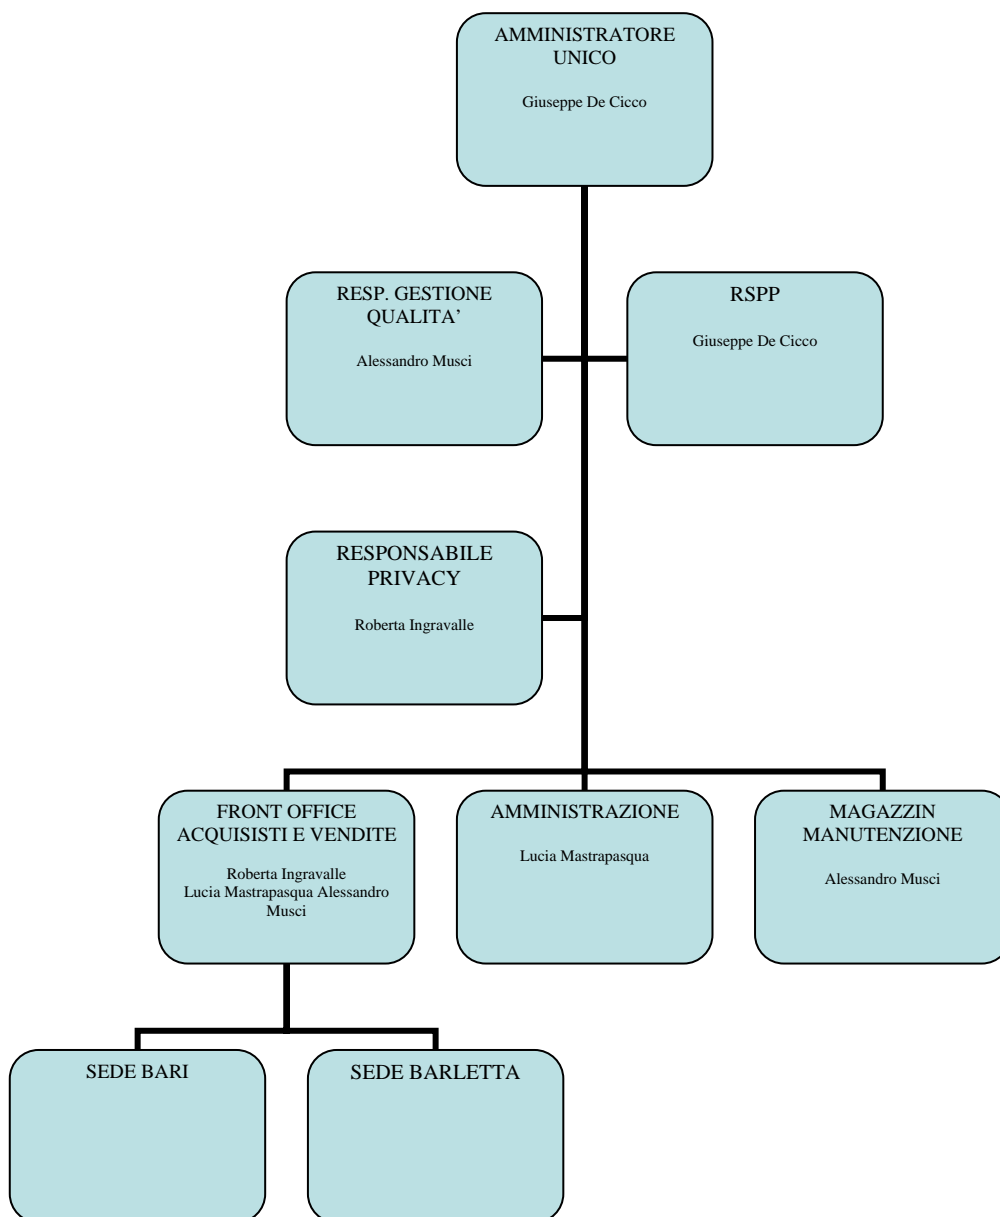 AMMINISTRATORE
UNICO
Giuseppe De Cicco
RESP. GESTIONE
QUALITA’
Alessandro Musci
RSPP
Giuseppe De Cicco
RESPONSABILE
PRIVACY
Roberta Ingravalle
FRONT OFFICE
ACQUISISTI E VENDITE
Roberta Ingravalle
Lucia Mastrapasqua Alessandro
Musci
AMMINISTRAZIONE
Lucia Mastrapasqua
MAGAZZIN
MANUTENZIONE
Alessandro Musci
SEDE BARI
SEDE BARLETTA